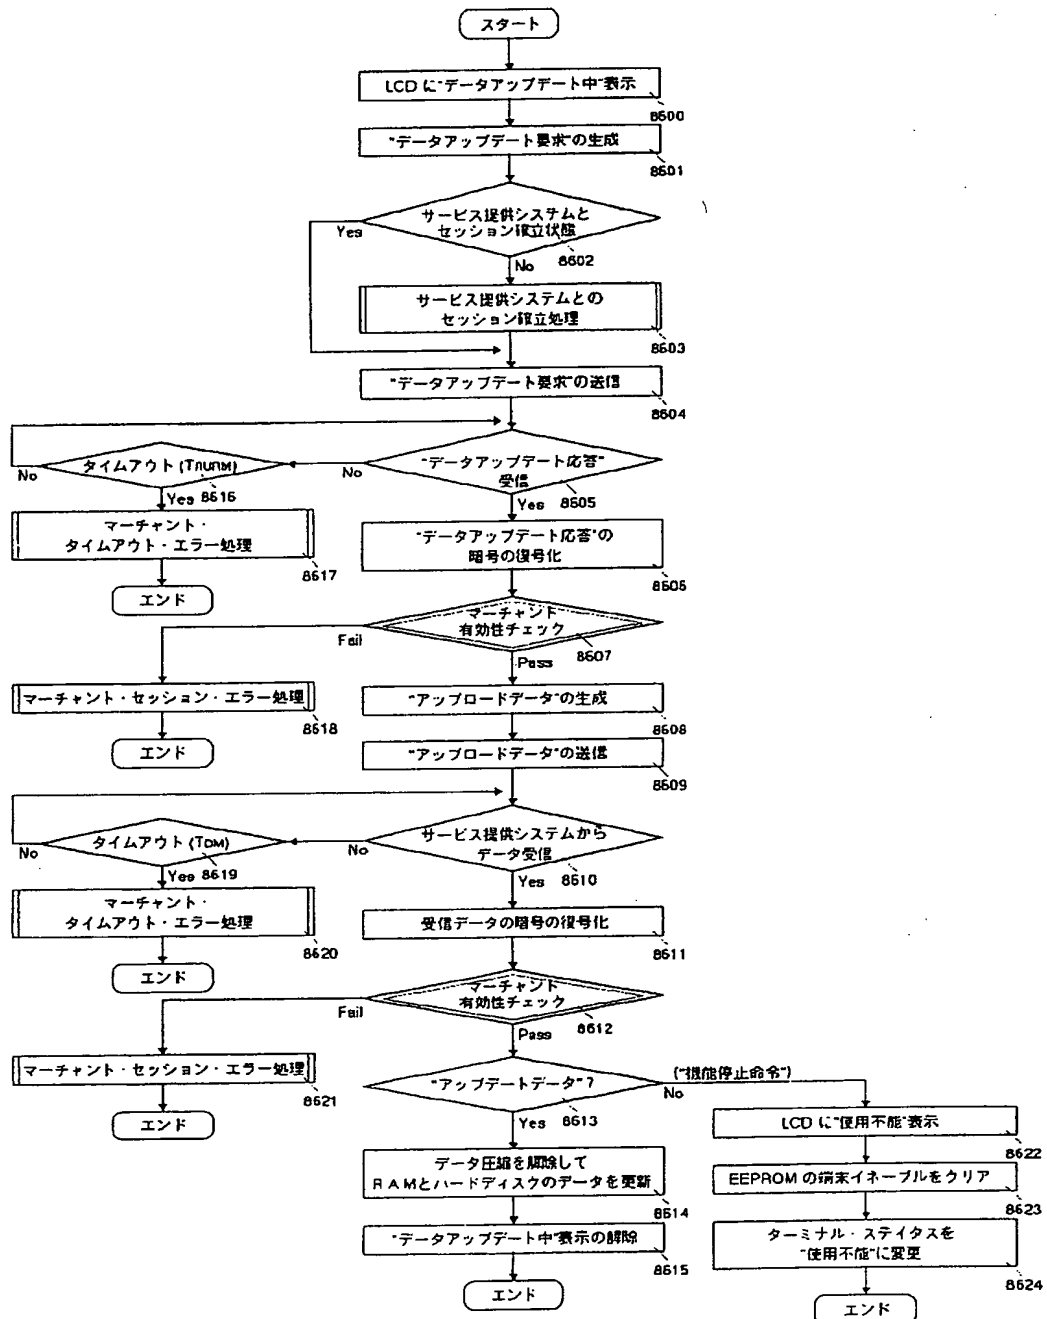 スタート
LCD に"データアップデート中"表示
8600
"データアップデート要求"の生成
8601
サービス提供システムと
セッション確立状態
8602
Yes
No
サービス提供システムとの
セッション確立処理
8603
"データアップデート要求"の送信
8604
"データアップデート応答"
受信
8605
No
Yes
タイムアウト
8616
No
Yes
マーチャント・
タイムアウト・エラー処理
8617
エンド
"データアップデート応答"の
暗号の復号化
8606
マーチャント
有効性チェック
8607
Fail
Pass
マーチャント・セッション・エラー処理
8618
エンド
"アップロードデータ"の生成
8608
"アップロードデータ"の送信
8609
サービス提供システムから
データ受信
8610
No
Yes
タイムアウト (TDM)
8619
No
Yes
マーチャント・
タイムアウト・エラー処理
8620
エンド
受信データの暗号の復号化
8611
マーチャント
有効性チェック
8612
Fail
Pass
マーチャント・セッション・エラー処理
8621
エンド
"アップデートデータ"?
8613
("機能停止命令")
No
Yes
データ圧縮を解除して
RAMとハードディスクのデータを更新
8614
"データアップデート中"表示の解除
8615
エンド
LCD に"使用不能"表示
8622
EEPROM の端末イネーブルをクリア
8623
ターミナル・ステイタスを
"使用不能"に変更
8624
エンド